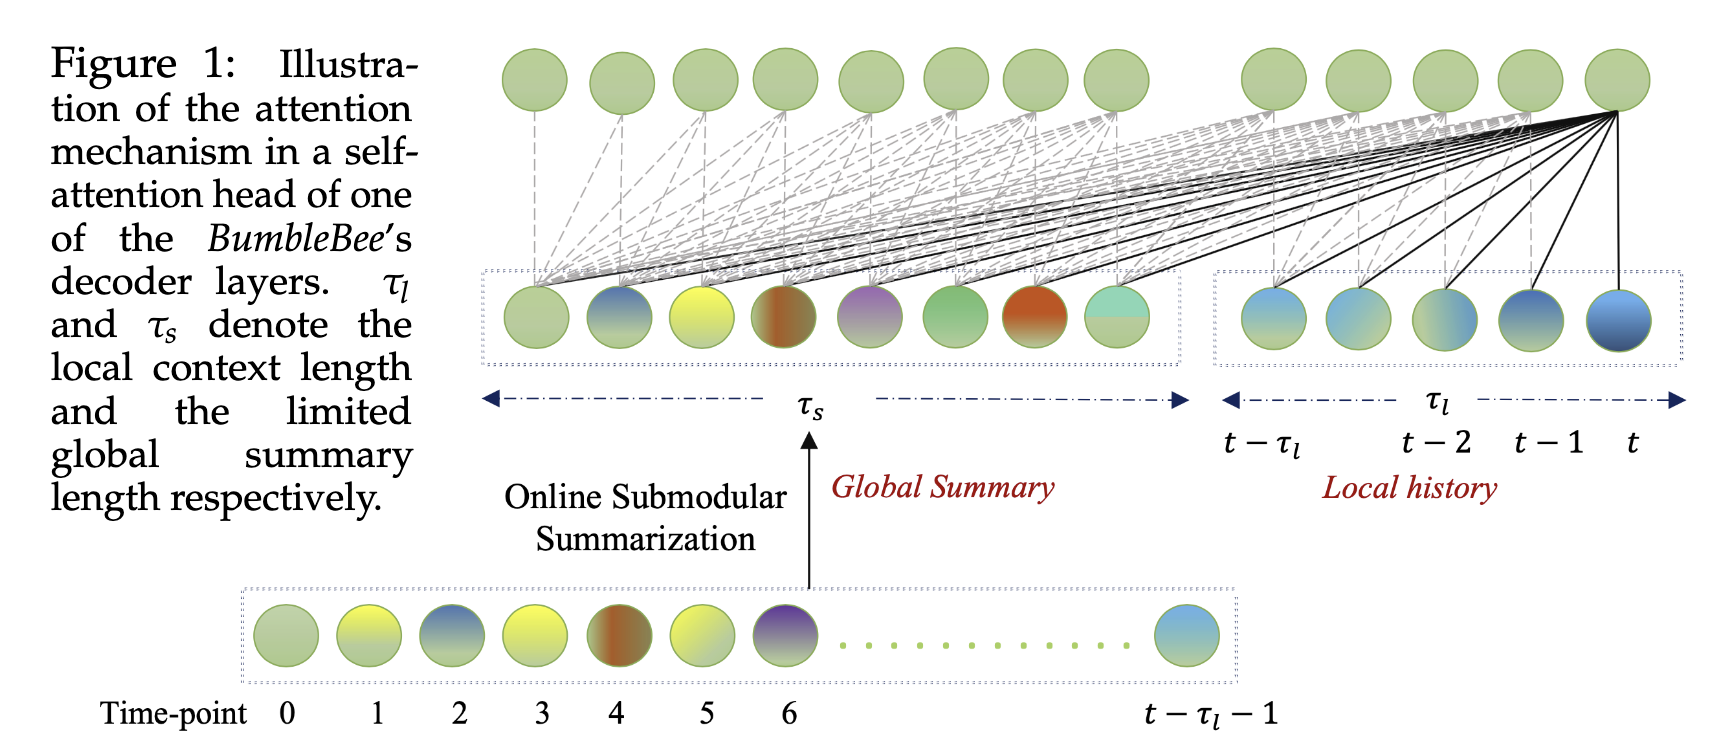 Figure 1: Illustra-
tion of the attention
mechanism in a self-
attention head of one
of the BumbleBee's
decoder layers. τl
and τs denote the
local context length
and the limited
global summary
length respectively.
τs
τl
t − τl t − 2 t − 1 t
Online Submodular
Summarization
Global Summary
Local history
Time-point 0 1 2 3 4 5 6 t − τl − 1